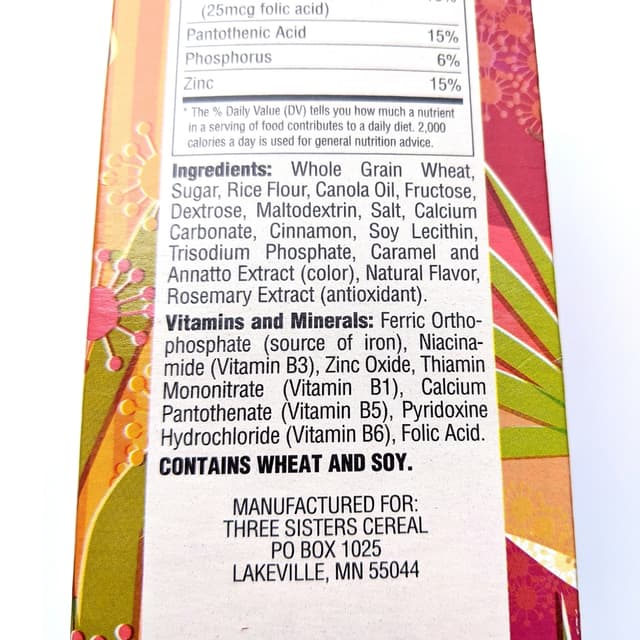 (25mcg folic acid)
Pantothenic Acid 15%
Phosphorus 6%
Zinc 15%
* The % Daily Value (DV) tells you how much a nutrient
in a serving of food contributes to a daily diet. 2,000
calories a day is used for general nutrition advice.
Ingredients: Whole Grain Wheat,
Sugar, Rice Flour, Canola Oil, Fructose,
Dextrose, Maltodextrin, Salt, Calcium
Carbonate, Cinnamon, Soy Lecithin,
Trisodium Phosphate, Caramel and
Annatto Extract (color), Natural Flavor,
Rosemary Extract (antioxidant).
Vitamins and Minerals: Ferric Ortho-
phosphate (source of iron), Niacina-
mide (Vitamin B3), Zinc Oxide, Thiamin
Mononitrate (Vitamin B1), Calcium
Pantothenate (Vitamin B5), Pyridoxine
Hydrochloride (Vitamin B6), Folic Acid.
CONTAINS WHEAT AND SOY.
MANUFACTURED FOR:
THREE SISTERS CEREAL
PO BOX 1025
LAKEVILLE, MN 55044